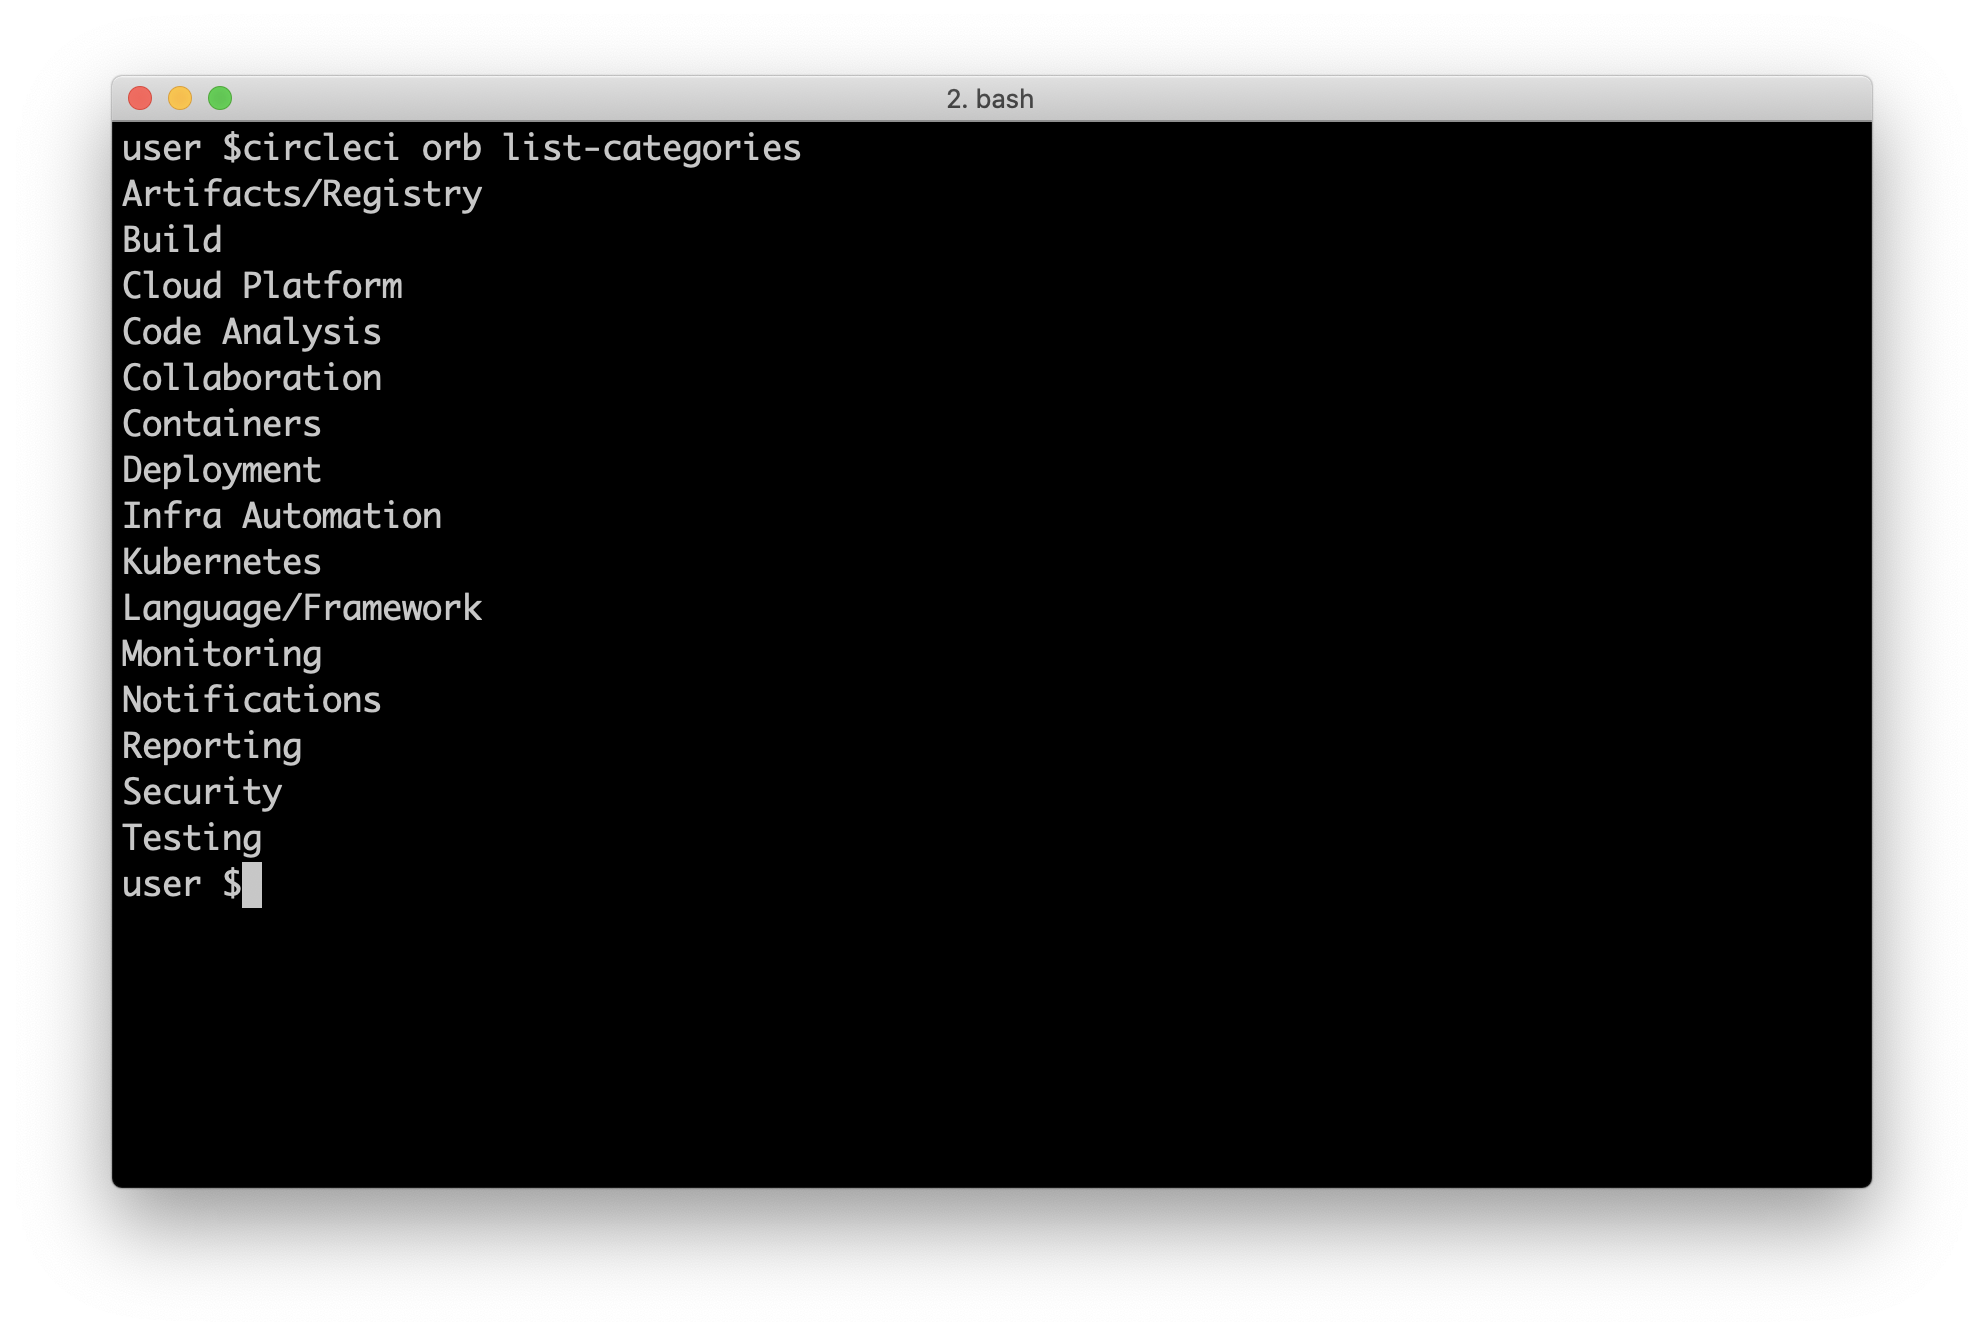 2. bash
user $circleci orb list-categories
Artifacts/Registry
Build
Cloud Platform
Code Analysis
Collaboration
Containers
Deployment
Infra Automation
Kubernetes
Language/Framework
Monitoring
Notifications
Reporting
Security
Testing
user $